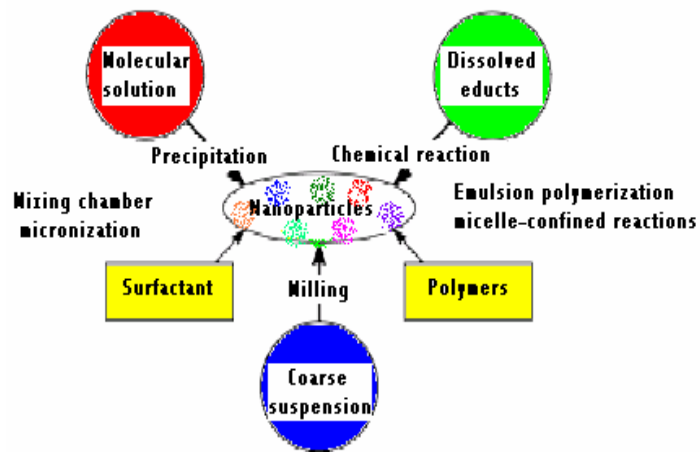 Molecular
solution
Dissolved
educts
Precipitation
Chemical reaction
Mixing chamber
micronization
Nanoparticles
Emulsion polymerization
micelle-confined reactions
Surfactant
Milling
Polymers
Coarse
suspension